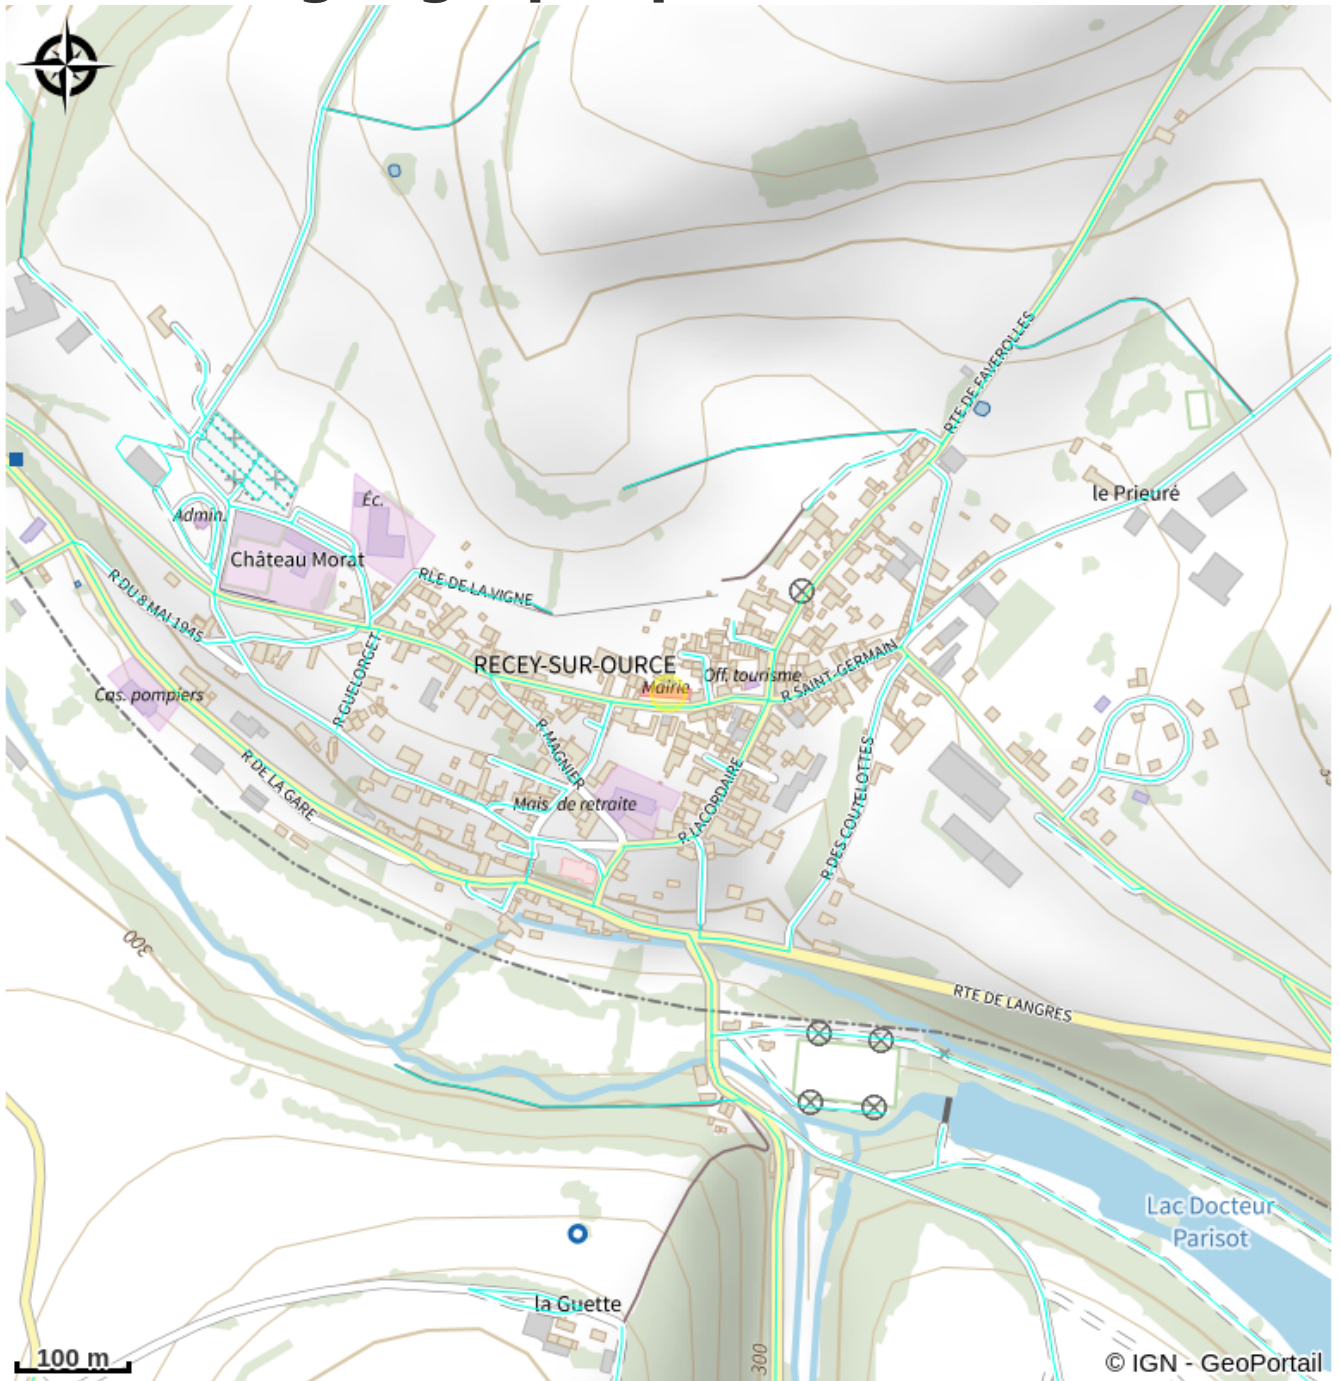 RTE DE FAVEROLLES
le Prieuré
Éc.
Admin.
Château Morat
RLE DE LA VIGNE
R DU 8 MAI 1945
R GUELORGET
RECEY-SUR-OURCE
Mairie
Off. tourisme
R SAINT-GERMAIN
Cas. pompiers
R MAGNIER
R DE LA GARE
Mais. de retraite
R LACORDAIRE
R DES COUTELOTTES
300
RTE DE LANGRES
Lac Docteur
Parisot
la Guette
300
100 m
© IGN - GeoPortail